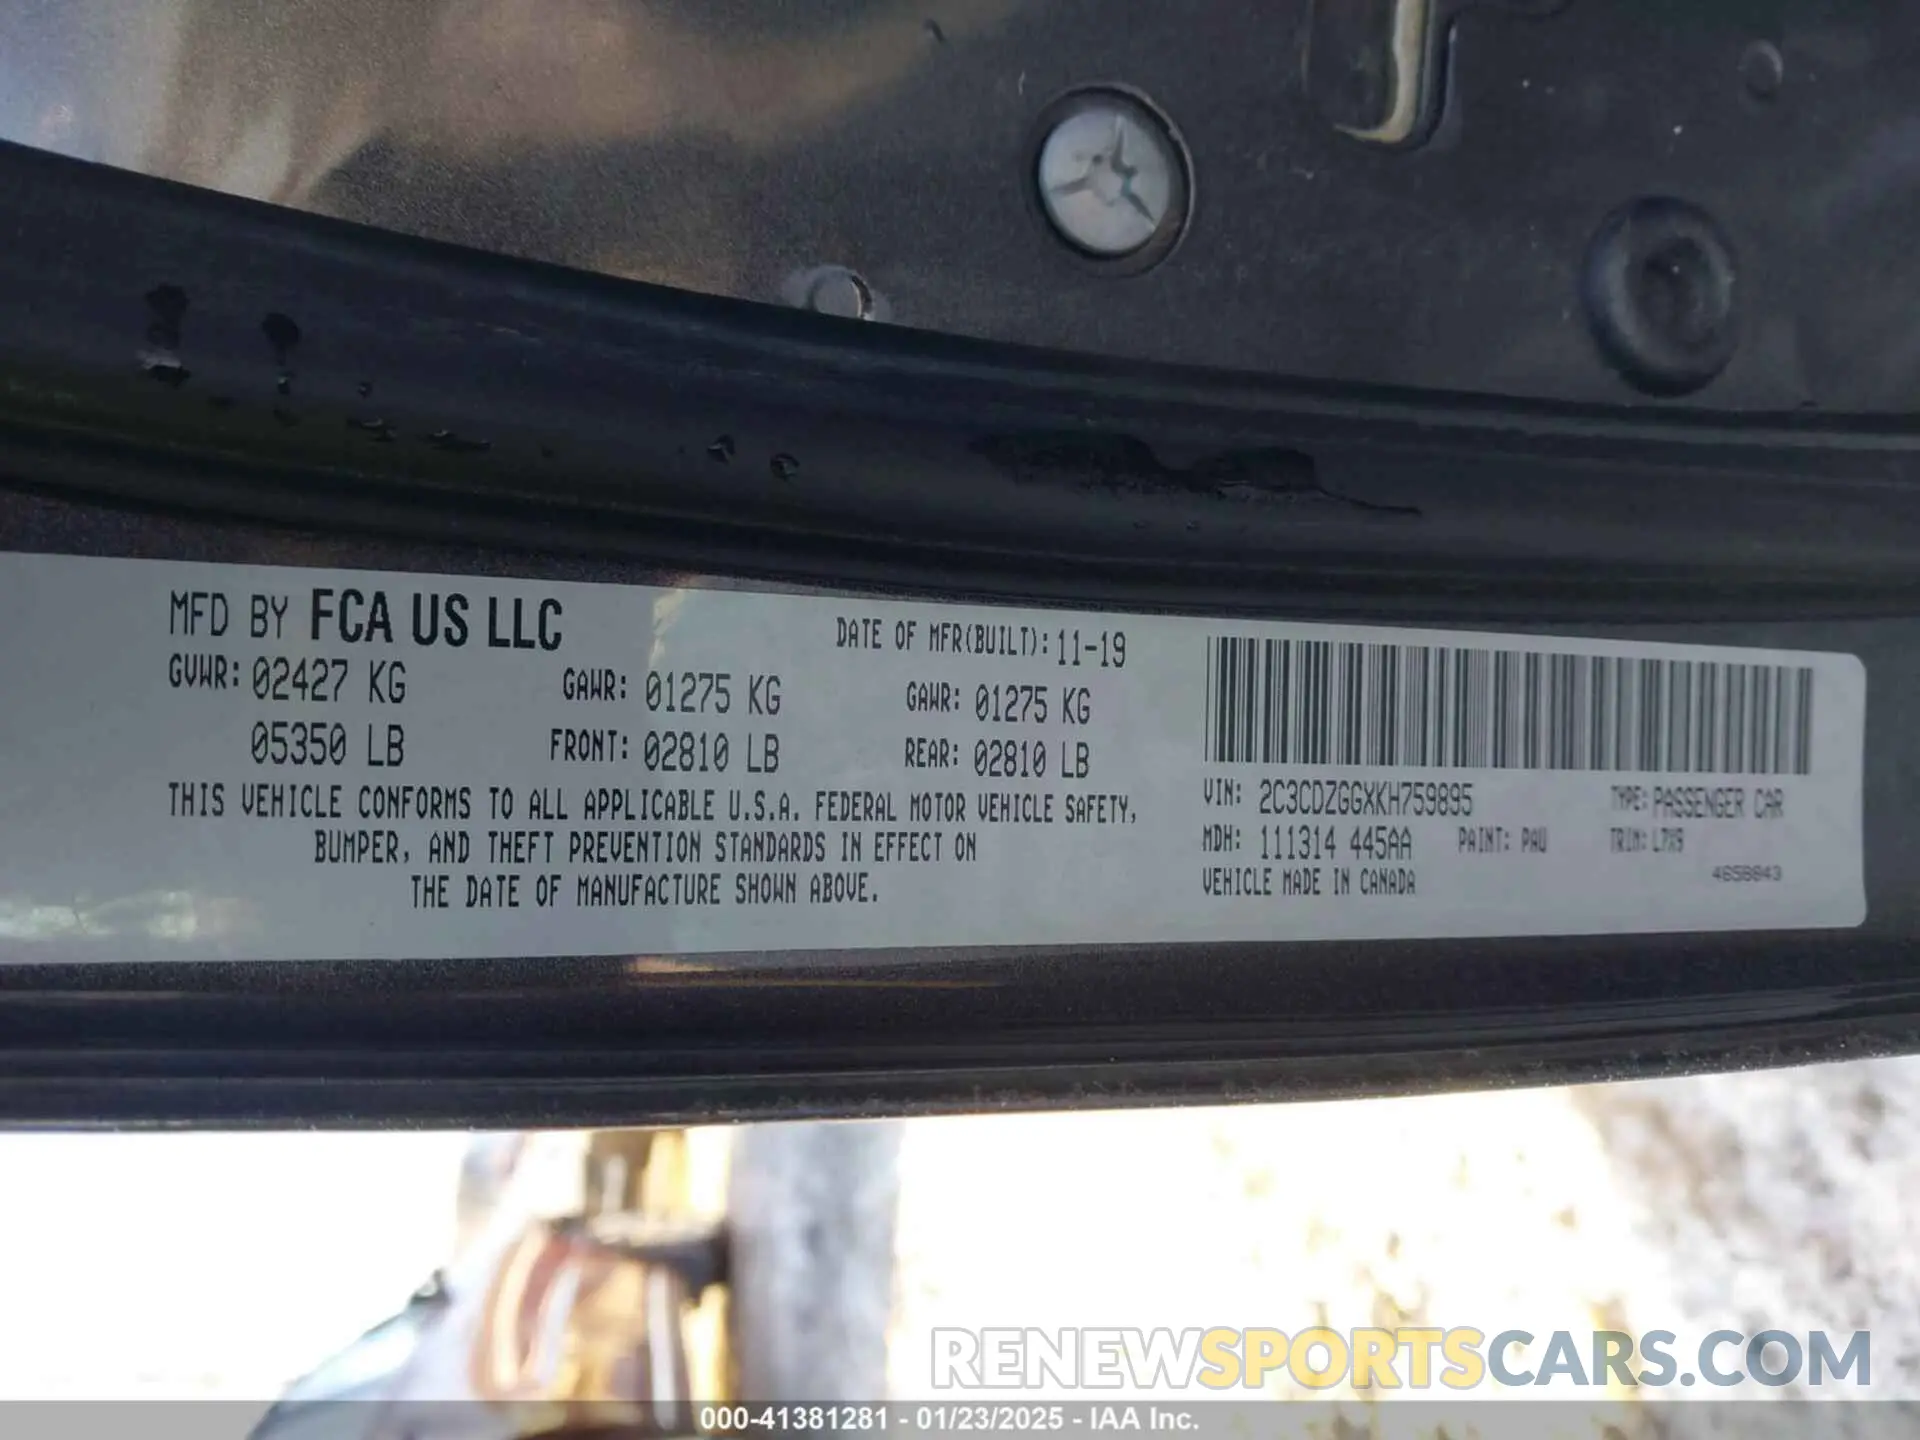 MFD BY FCA US LLC
DATE OF MFR(BUILT): 11-19
GVWR: 02427 KG GAWR: 01275 KG GAWR: 01275 KG
05350 LB FRONT: 02810 LB REAR: 02810 LB
THIS VEHICLE CONFORMS TO ALL APPLICABLE U.S.A. FEDERAL MOTOR VEHICLE SAFETY,
BUMPER, AND THEFT PREVENTION STANDARDS IN EFFECT ON
THE DATE OF MANUFACTURE SHOWN ABOVE.
VIN: 2C3CDZGGXKH759895 TYPE: PASSENGER CAR
MDH: 111314 445AA PAINT: PAU TRIM: L7X9
VEHICLE MADE IN CANADA
4656843
RENEWSPORTSCARS.COM
000-41381281 - 01/23/2025 - IAA Inc.